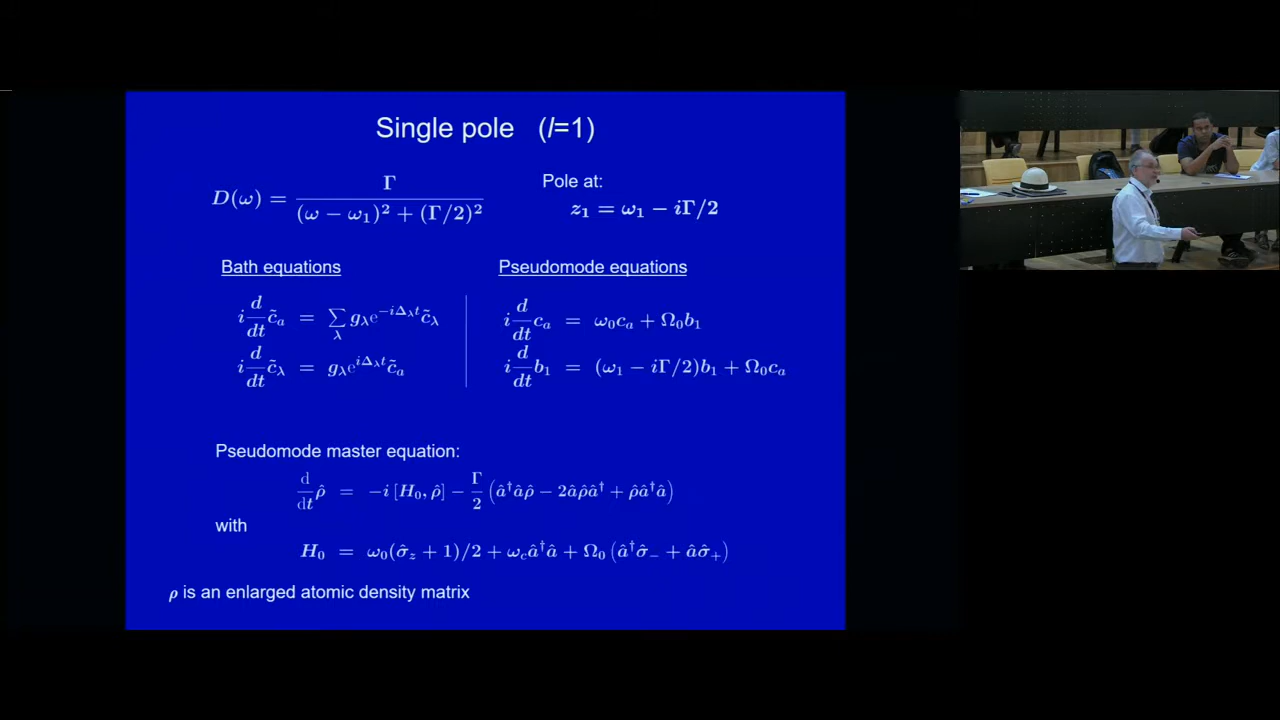 Single pole (l=1)
D(ω) = Γ / ((ω − ω₁)² + (Γ/2)²)
Pole at:
z₁ = ω₁ − iΓ/2
Bath equations
i d/dt c̃ₐ = ∑_λ g_λ e^{−iΔ_λ t} c̃_λ
i d/dt c̃_λ = g_λ e^{iΔ_λ t} c̃ₐ
Pseudomode equations
i d/dt cₐ = ω₀cₐ + Ω₀b₁
i d/dt b₁ = (ω₁ − iΓ/2)b₁ + Ω₀cₐ
Pseudomode master equation:
d/dt ρ̂ = −i [H₀, ρ̂] − Γ/2 (â†âρ̂ − 2âρ̂â† + ρ̂â†â)
with
H₀ = ω₀(σ̂_z + 1)/2 + ω_c â†â + Ω₀ (â†σ̂₋ + âσ̂₊)
ρ is an enlarged atomic density matrix